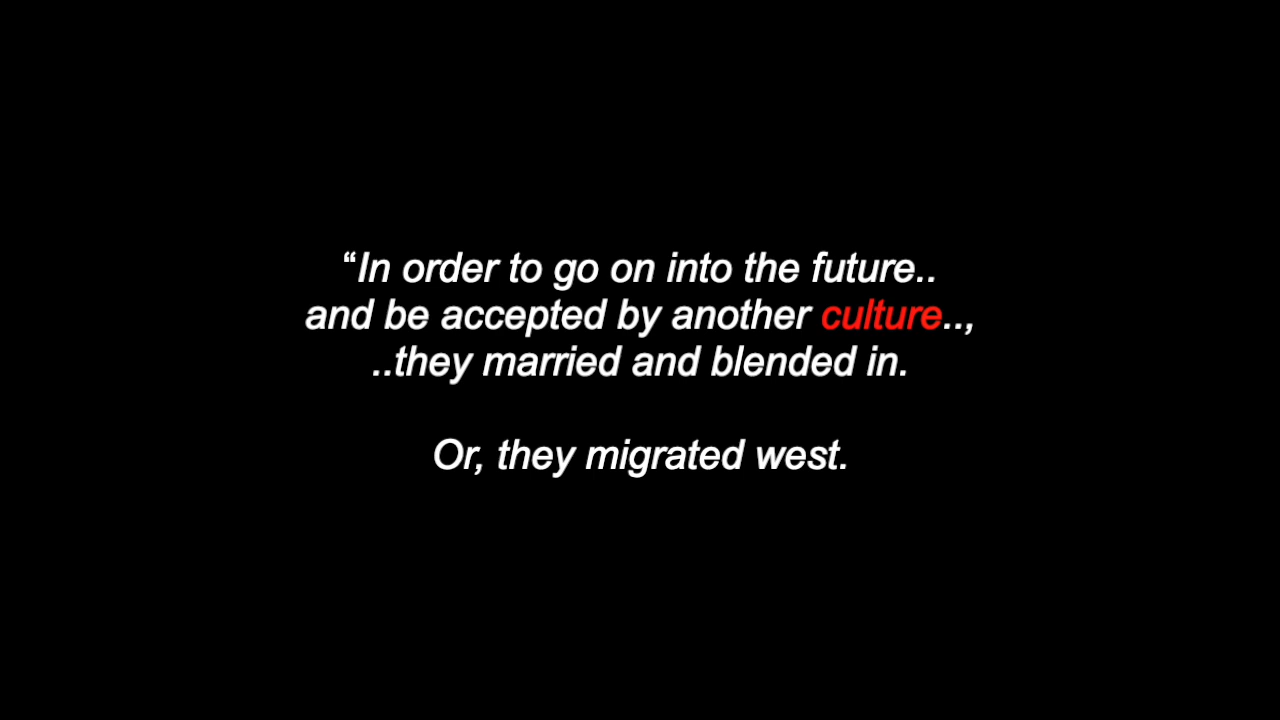 “In order to go on into the future..
and be accepted by another culture..,
..they married and blended in.
Or, they migrated west.